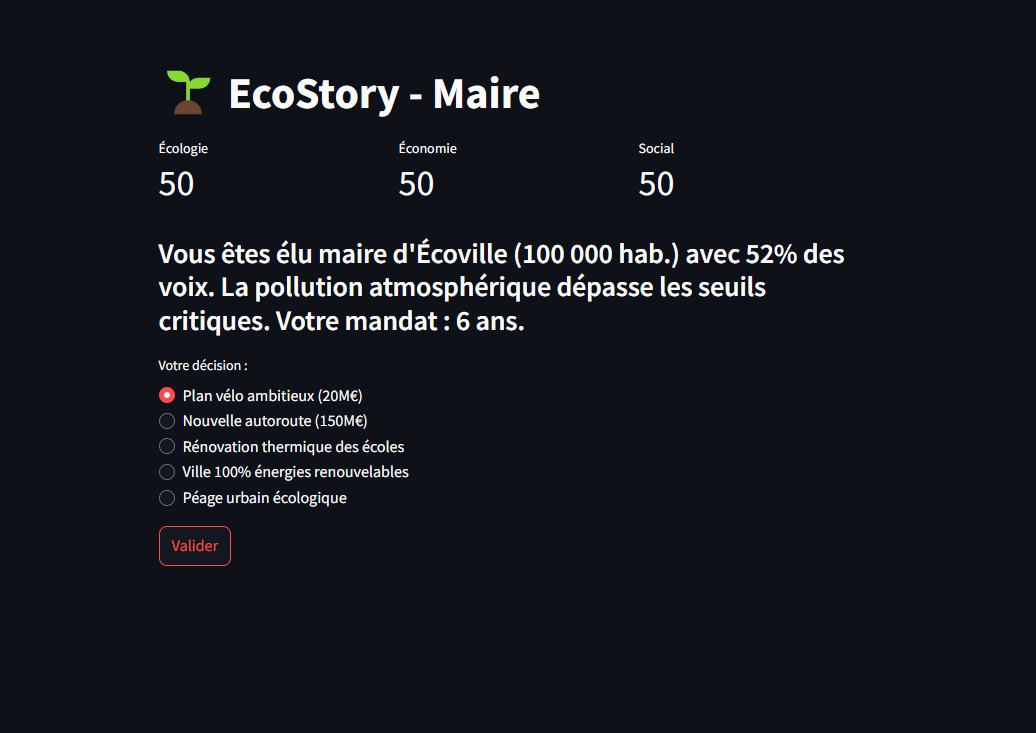 EcoStory - Maire
Écologie Économie Social
50 50 50
Vous êtes élu maire d'Écoville (100 000 hab.) avec 52% des
voix. La pollution atmosphérique dépasse les seuils
critiques. Votre mandat : 6 ans.
Votre décision :
Plan vélo ambitieux (20M€)
Nouvelle autoroute (150M€)
Rénovation thermique des écoles
Ville 100% énergies renouvelables
Péage urbain écologique
Valider